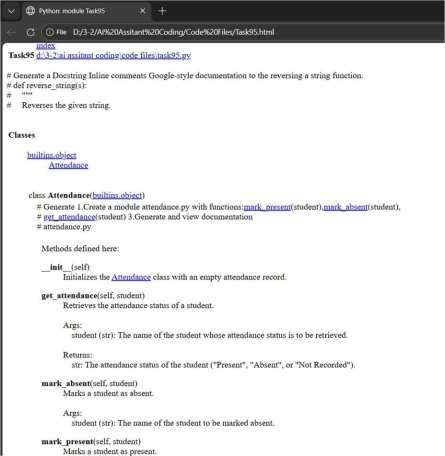 Python: module Task95
File D:/3-2/AI%20Assitant%20Coding/Code%20Files/Task95.html
index
Task95 d:\3-2\ai assitant coding\code files\task95.py
# Generate a Docstring Inline comments Google-style documentation to the reversing a string function.
# def reverse_string(s):
#     """
#     Reverses the given string.
Classes
builtins.object
Attendance
class Attendance(builtins.object)
# Generate 1.Create a module attendance.py with functions:mark_present(student),mark_absent(student),
# get_attendance(student) 3.Generate and view documentation
# attendance.py
Methods defined here:
__init__(self)
Initializes the Attendance class with an empty attendance record.
get_attendance(self, student)
Retrieves the attendance status of a student.
Args:
student (str): The name of the student whose attendance status is to be retrieved.
Returns:
str: The attendance status of the student ("Present", "Absent", or "Not Recorded").
mark_absent(self, student)
Marks a student as absent.
Args:
student (str): The name of the student to be marked absent.
mark_present(self, student)
Marks a student as present.